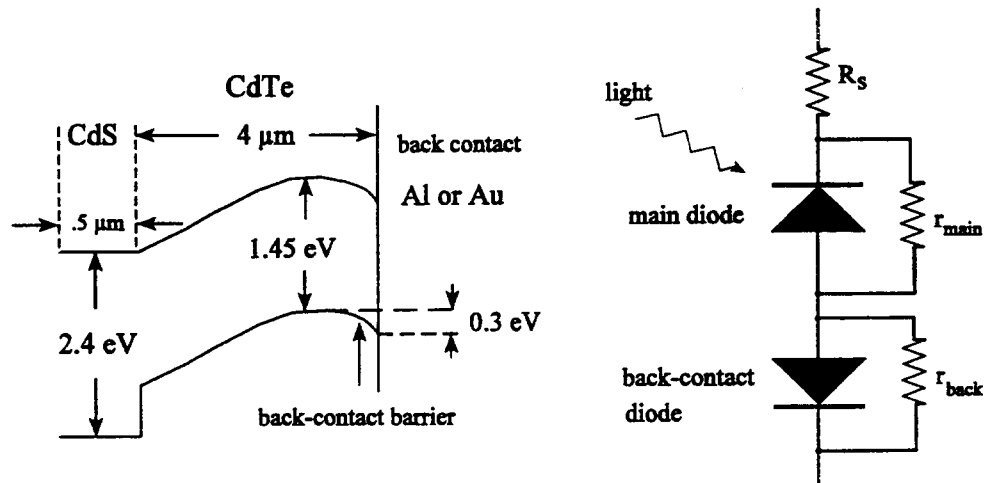 CdTe
CdS
4 µm
back contact
Al or Au
.5 µm
1.45 eV
2.4 eV
0.3 eV
back-contact barrier
R_S
light
main diode
r_main
back-contact
diode
r_back